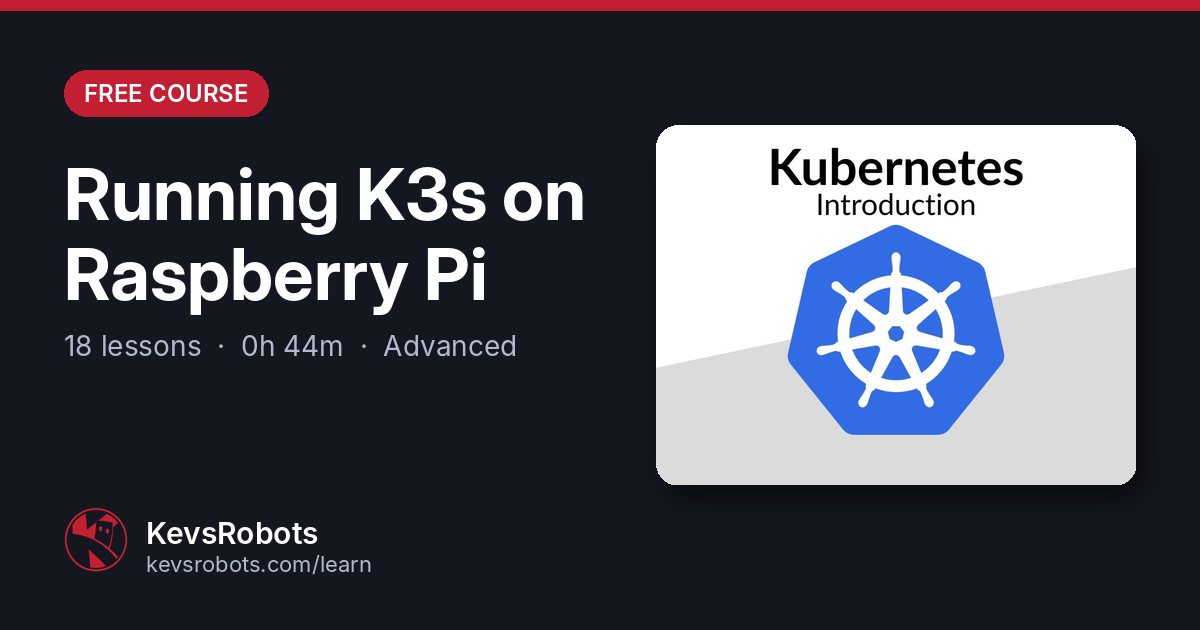 FREE COURSE
Running K3s on
Raspberry Pi
18 lessons · 0h 44m · Advanced
Kubernetes
Introduction
KevsRobots
kevsrobots.com/learn